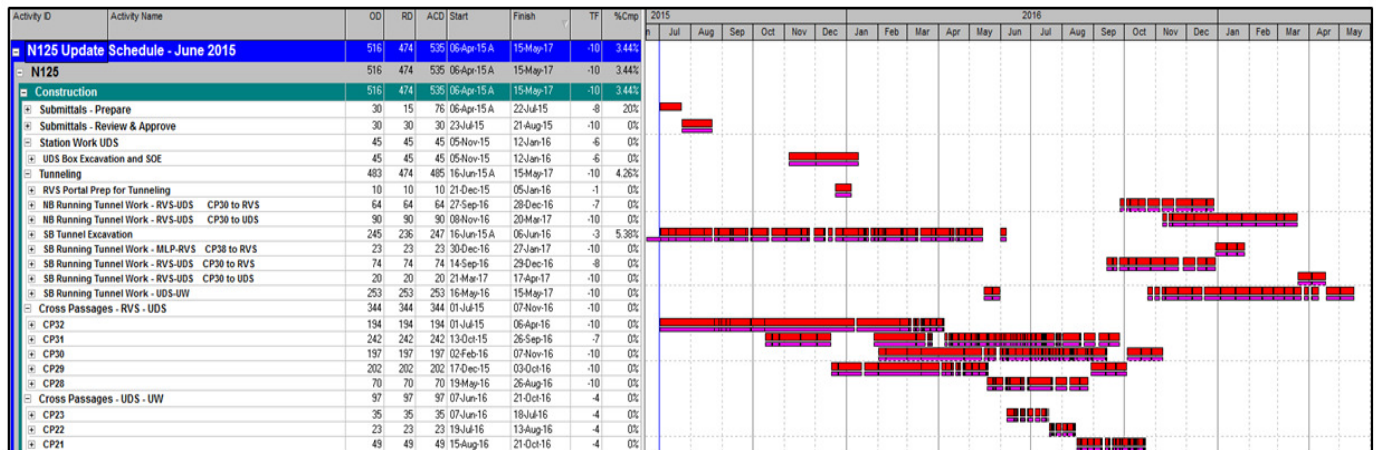 Activity ID Activity Name OD RD ACD Start Finish TF %Cmp 2015 2016
n Jul Aug Sep Oct Nov Dec Jan Feb Mar Apr May Jun Jul Aug Sep Oct Nov Dec Jan Feb Mar Apr May
N125 Update Schedule - June 2015 516 474 535 06-Apr-15 A 15-May-17 -10 3.44%
N125 516 474 535 06-Apr-15 A 15-May-17 -10 3.44%
Construction 516 474 535 06-Apr-15 A 15-May-17 -10 3.44%
Submittals - Prepare 30 15 76 06-Apr-15 A 22-Jul-15 -8 20%
Submittals - Review & Approve 30 30 30 23-Jul-15 21-Aug-15 -10 0%
Station Work UDS 45 45 45 05-Nov-15 12-Jan-16 -6 0%
UDS Box Excavation and SOE 45 45 45 05-Nov-15 12-Jan-16 -6 0%
Tunneling 483 474 485 16-Jun-15 A 15-May-17 -10 4.26%
RVS Portal Prep for Tunneling 10 10 10 21-Dec-15 05-Jan-16 -1 0%
NB Running Tunnel Work - RVS-UDS CP30 to RVS 64 64 64 27-Sep-16 28-Dec-16 -7 0%
NB Running Tunnel Work - RVS-UDS CP30 to UDS 90 90 90 08-Nov-16 20-Mar-17 -10 0%
SB Tunnel Excavation 245 236 247 16-Jun-15 A 06-Jun-16 -3 5.38%
SB Running Tunnel Work - MLP-RVS CP38 to RVS 23 23 23 30-Dec-16 27-Jan-17 -10 0%
SB Running Tunnel Work - RVS-UDS CP30 to RVS 74 74 74 14-Sep-16 29-Dec-16 -8 0%
SB Running Tunnel Work - RVS-UDS CP30 to UDS 20 20 20 21-Mar-17 17-Apr-17 -10 0%
SB Running Tunnel Work - UDS-UW 253 253 253 16-May-16 15-May-17 -10 0%
Cross Passages - RVS - UDS 344 344 344 01-Jul-15 07-Nov-16 -10 0%
CP32 194 194 194 01-Jul-15 06-Apr-16 -10 0%
CP31 242 242 242 13-Oct-15 26-Sep-16 -7 0%
CP30 197 197 197 02-Feb-16 07-Nov-16 -10 0%
CP29 202 202 202 17-Dec-15 03-Oct-16 -10 0%
CP28 70 70 70 19-May-16 26-Aug-16 -10 0%
Cross Passages - UDS - UW 97 97 97 07-Jun-16 21-Oct-16 -4 0%
CP23 35 35 35 07-Jun-16 18-Jul-16 -4 0%
CP22 23 23 23 19-Jul-16 13-Aug-16 -4 0%
CP21 49 49 49 15-Aug-16 21-Oct-16 -4 0%